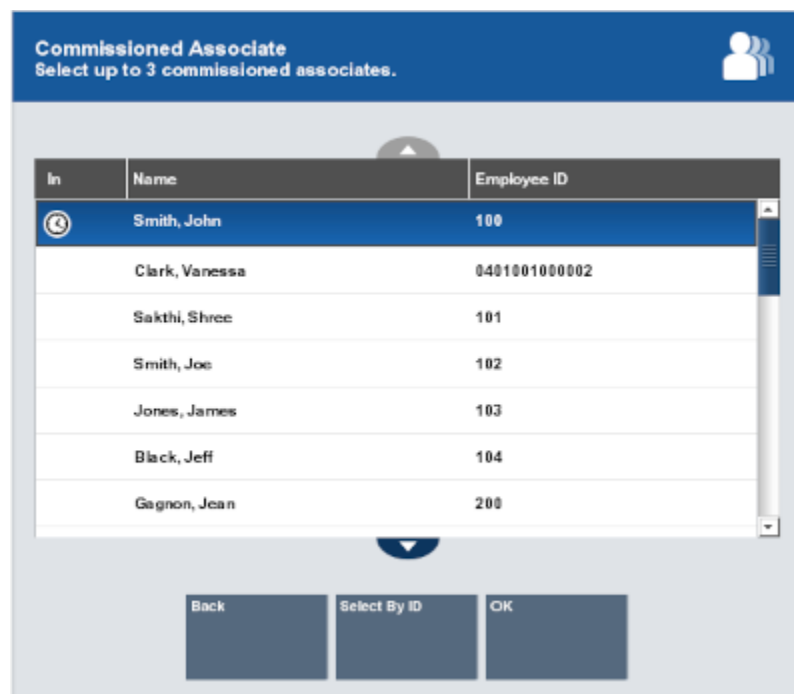 Commissioned Associate
Select up to 3 commissioned associates.
In Name Employee ID
Smith, John 100
Clark, Vanessa 0401001000002
Sakthi, Shree 101
Smith, Joe 102
Jones, James 103
Black, Jeff 104
Gagnon, Jean 200
Back Select By ID OK